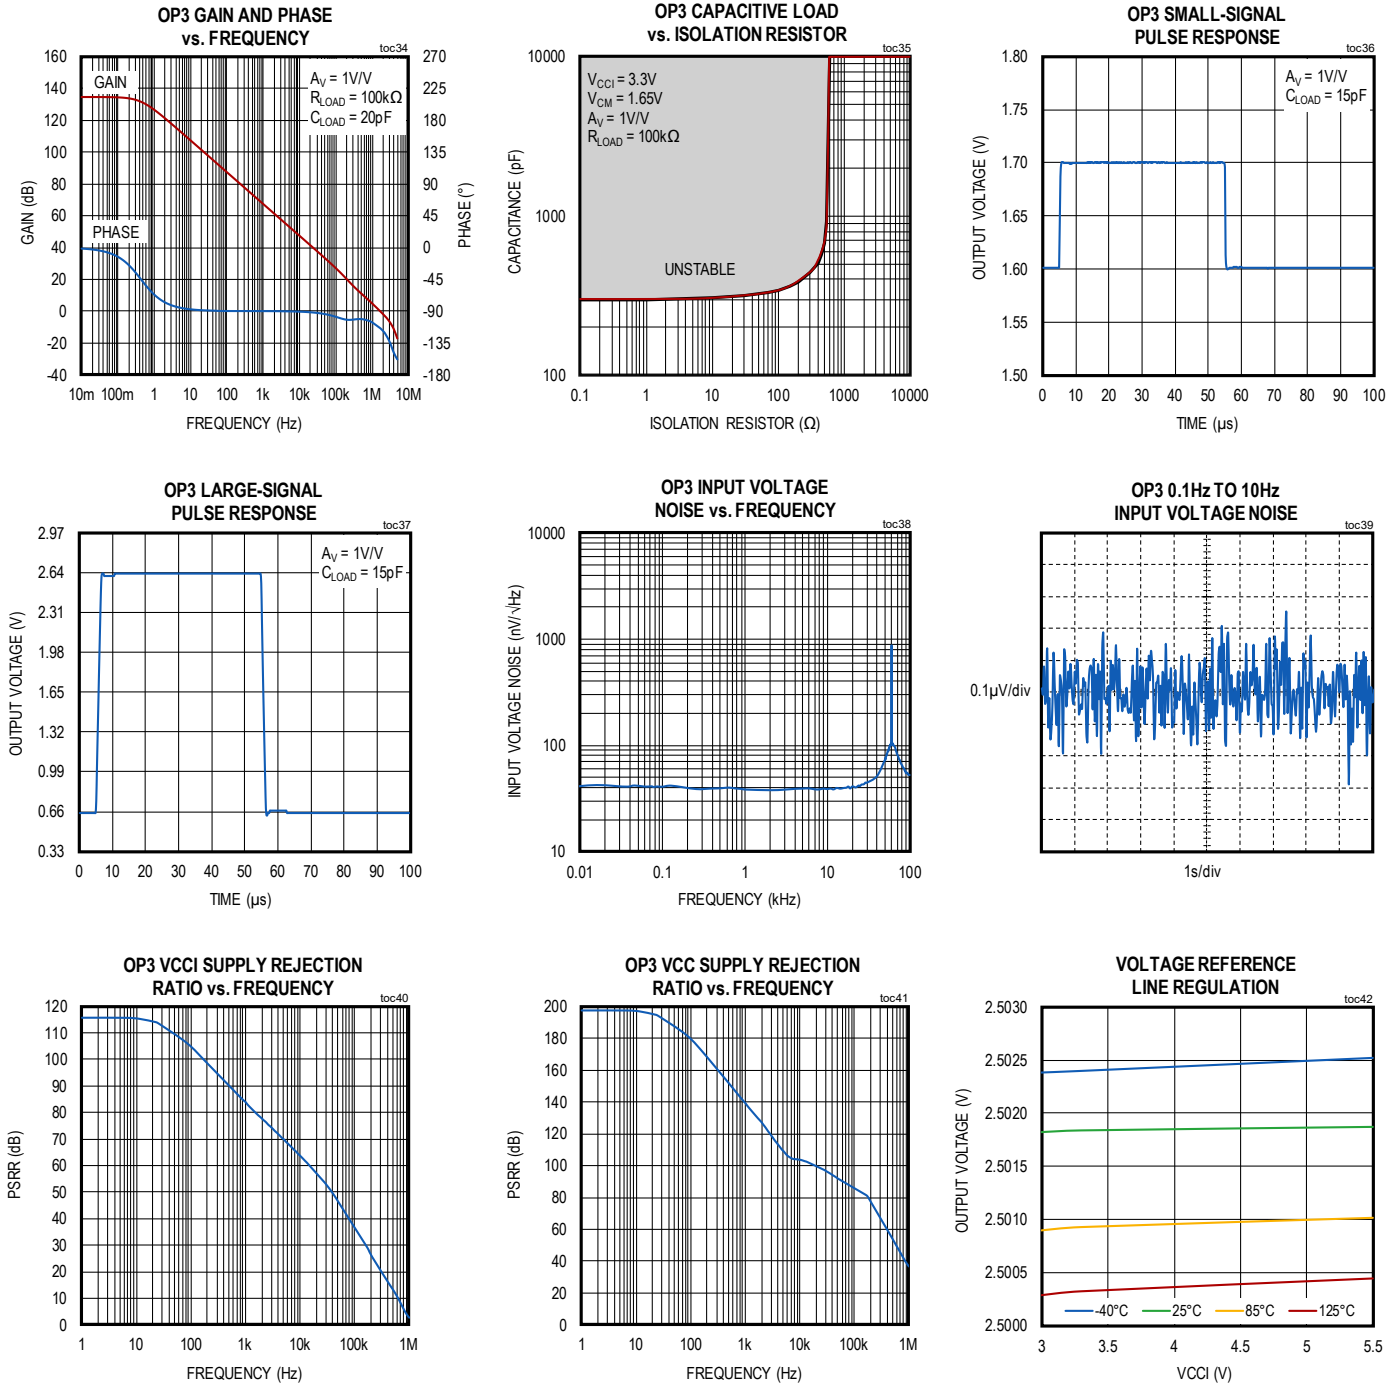 OP3 GAIN AND PHASE
vs. FREQUENCY
toc34
160
140
120
100
80
60
40
20
0
-20
-40
GAIN (dB)
270
225
180
135
90
45
0
-45
-90
-135
-180
PHASE (°)
GAIN
PHASE
AV = 1V/V
RLOAD = 100kΩ
CLOAD = 20pF
10m 100m 1 10 100 1k 10k 100k 1M 10M
FREQUENCY (Hz)
OP3 CAPACITIVE LOAD
vs. ISOLATION RESISTOR
toc35
10000
1000
100
CAPACITANCE (pF)
VCCI = 3.3V
VCM = 1.65V
AV = 1V/V
RLOAD = 100kΩ
UNSTABLE
0.1 1 10 100 1000 10000
ISOLATION RESISTOR (Ω)
OP3 SMALL-SIGNAL
PULSE RESPONSE
toc36
1.80
1.75
1.70
1.65
1.60
1.55
1.50
OUTPUT VOLTAGE (V)
AV = 1V/V
CLOAD = 15pF
0 10 20 30 40 50 60 70 80 90 100
TIME (µs)
OP3 LARGE-SIGNAL
PULSE RESPONSE
toc37
2.97
2.64
2.31
1.98
1.65
1.32
0.99
0.66
0.33
OUTPUT VOLTAGE (V)
AV = 1V/V
CLOAD = 15pF
0 10 20 30 40 50 60 70 80 90 100
TIME (µs)
OP3 INPUT VOLTAGE
NOISE vs. FREQUENCY
toc38
10000
1000
100
10
INPUT VOLTAGE NOISE (nV/√Hz)
0.01 0.1 1 10 100
FREQUENCY (kHz)
OP3 0.1Hz TO 10Hz
INPUT VOLTAGE NOISE
toc39
0.1µV/div
1s/div
OP3 VCCI SUPPLY REJECTION
RATIO vs. FREQUENCY
toc40
120
110
100
90
80
70
60
50
40
30
20
10
0
PSRR (dB)
1 10 100 1k 10k 100k 1M
FREQUENCY (Hz)
OP3 VCC SUPPLY REJECTION
RATIO vs. FREQUENCY
toc41
200
180
160
140
120
100
80
60
40
20
0
PSRR (dB)
1 10 100 1k 10k 100k 1M
FREQUENCY (Hz)
VOLTAGE REFERENCE
LINE REGULATION
toc42
2.5030
2.5025
2.5020
2.5015
2.5010
2.5005
2.5000
OUTPUT VOLTAGE (V)
-40°C 25°C 85°C 125°C
3 3.5 4 4.5 5 5.5
VCCI (V)